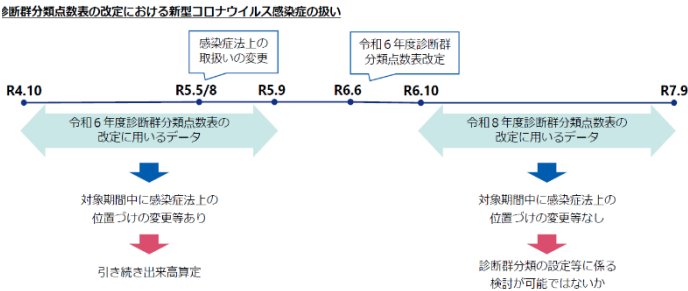 診断群分類点数表の改定における新型コロナウイルス感染症の扱い
感染症法上の
取扱いの変更
令和６年度診断群
分類点数表改定
R4.10
R5.5/8
R5.9
R6.6
R6.10
R7.9
令和６年度診断群分類点数表の
改定に用いるデータ
令和８年度診断群分類点数表の
改定に用いるデータ
対象期間中に感染症法上の
位置づけの変更等あり
対象期間中に感染症法上の
位置づけの変更等なし
引き続き出来高算定
診断群分類の設定等に係る
検討が可能ではないか